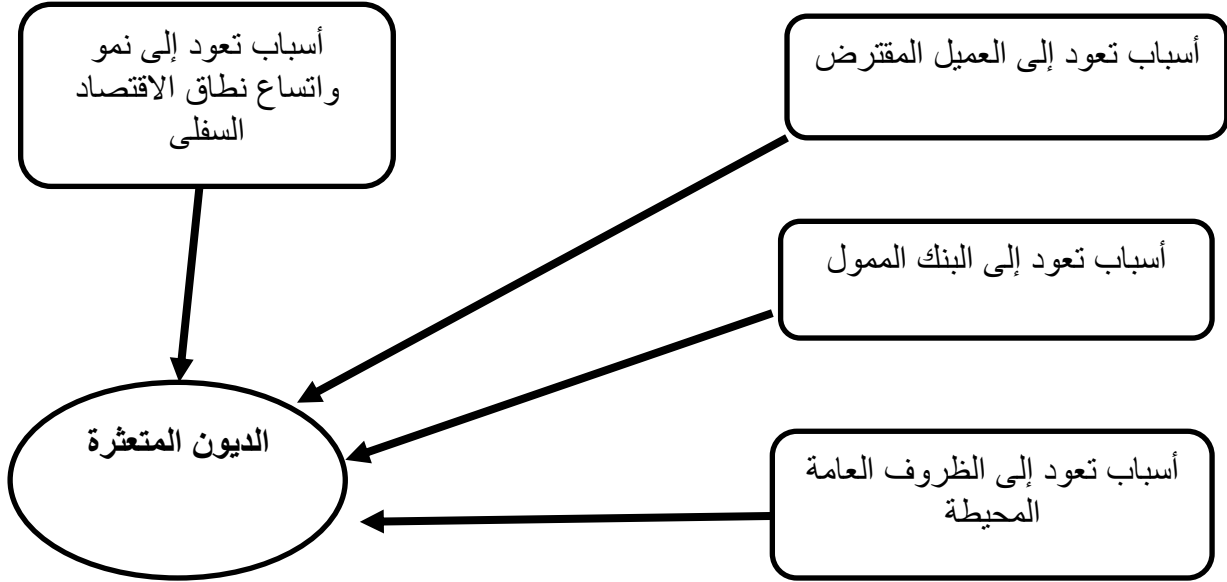 أسباب تعود إلى العميل المقترض
أسباب تعود إلى نمو
واتساع نطاق الاقتصاد
السفلى
أسباب تعود إلى البنك الممول
الديون المتعثرة
أسباب تعود إلى الظروف العامة
المحيطة